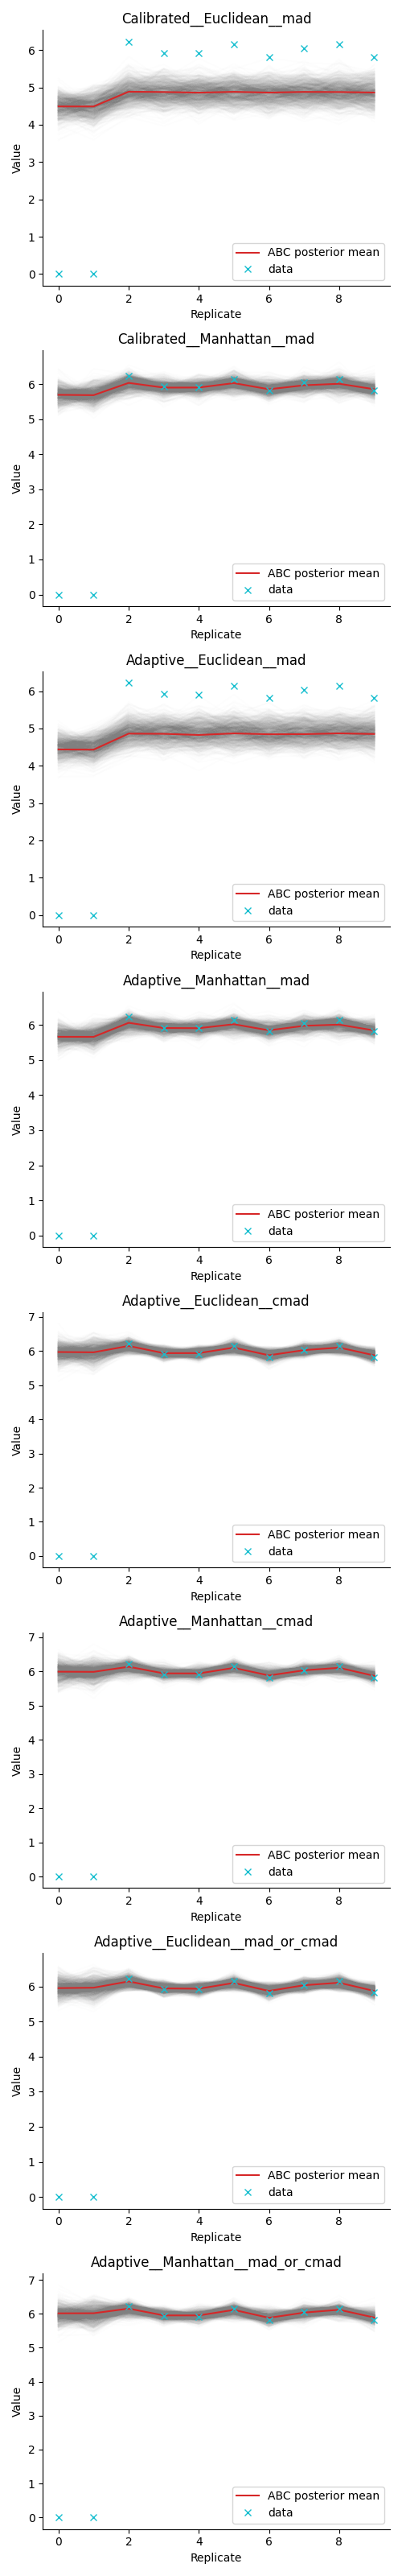 Calibrated__Euclidean__mad
6
5
4
3
2
1
0
Value
ABC posterior mean
data
0 2 4 6 8
Replicate
Calibrated__Manhattan__mad
6
5
4
3
2
1
0
Value
ABC posterior mean
data
0 2 4 6 8
Replicate
Adaptive__Euclidean__mad
6
5
4
3
2
1
0
Value
ABC posterior mean
data
0 2 4 6 8
Replicate
Adaptive__Manhattan__mad
6
5
4
3
2
1
0
Value
ABC posterior mean
data
0 2 4 6 8
Replicate
Adaptive__Euclidean__cmad
7
6
5
4
3
2
1
0
Value
ABC posterior mean
data
0 2 4 6 8
Replicate
Adaptive__Manhattan__cmad
7
6
5
4
3
2
1
0
Value
ABC posterior mean
data
0 2 4 6 8
Replicate
Adaptive__Euclidean__mad_or_cmad
6
5
4
3
2
1
0
Value
ABC posterior mean
data
0 2 4 6 8
Replicate
Adaptive__Manhattan__mad_or_cmad
7
6
5
4
3
2
1
0
Value
ABC posterior mean
data
0 2 4 6 8
Replicate